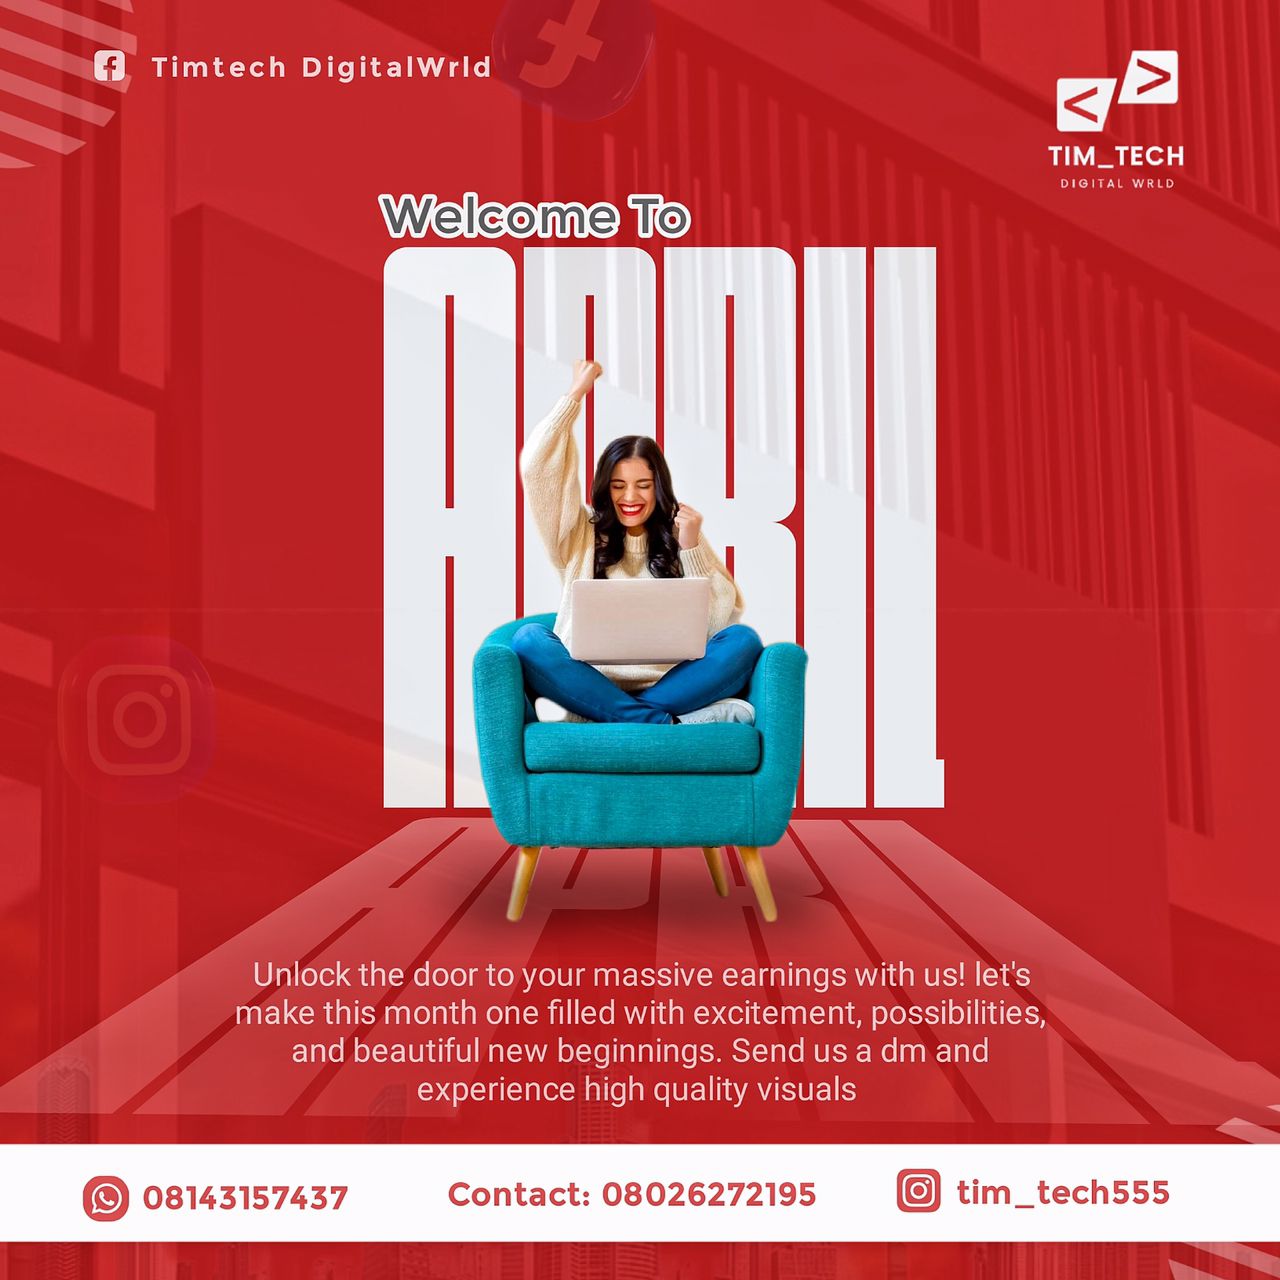 Timtech DigitalWrld
TIM_TECH
DIGITAL WRLD
Welcome To
APRIL
APRIL
Unlock the door to your massive earnings with us! let's
make this month one filled with excitement, possibilities,
and beautiful new beginnings. Send us a dm and
experience high quality visuals
08143157437
Contact: 08026272195
tim_tech555